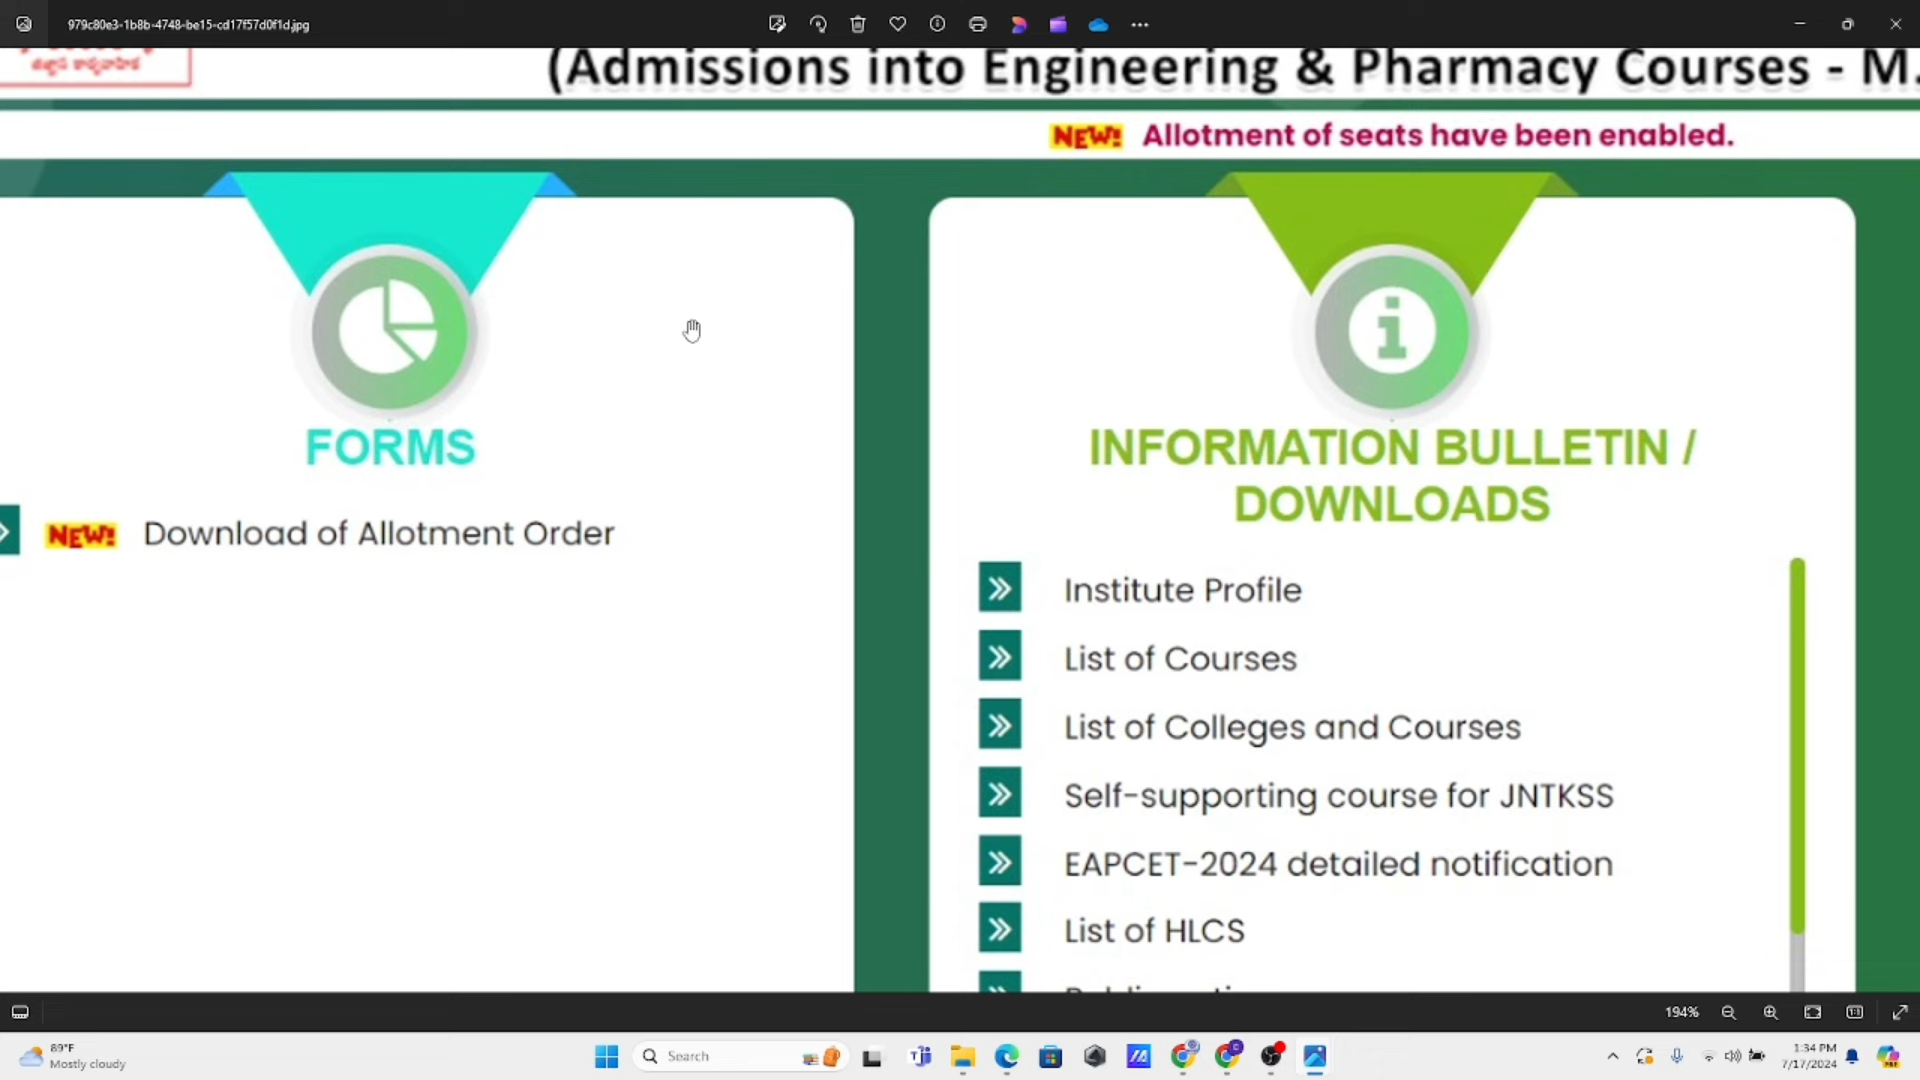 979c80e3-1b8b-4748-be15-cd17f57d0f1d.jpg
(Admissions into Engineering & Pharmacy Courses - M.
NEW! Allotment of seats have been enabled.
FORMS
NEW! Download of Allotment Order
INFORMATION BULLETIN /
DOWNLOADS
Institute Profile
List of Courses
List of Colleges and Courses
Self-supporting course for JNTKSS
EAPCET-2024 detailed notification
List of HLCS
194%
89°F
Mostly cloudy
Search
1:34 PM
7/17/2024